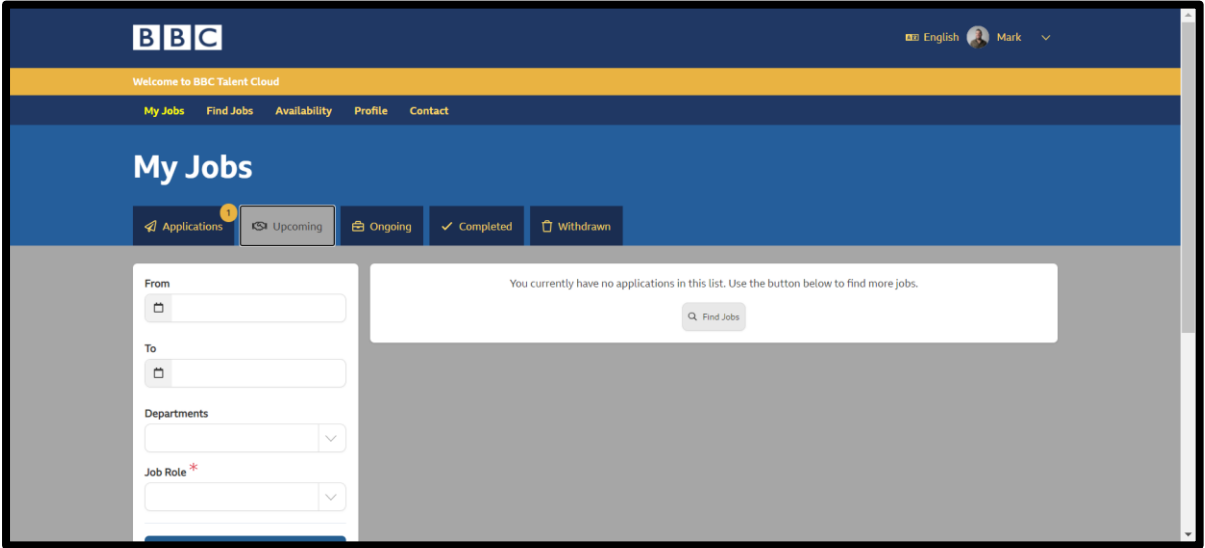 BBC
English Mark
Welcome to BBC Talent Cloud
My Jobs Find Jobs Availability Profile Contact
My Jobs
1
Applications Upcoming Ongoing Completed Withdrawn
From
You currently have no applications in this list. Use the button below to find more jobs.
Find Jobs
To
Departments
Job Role *